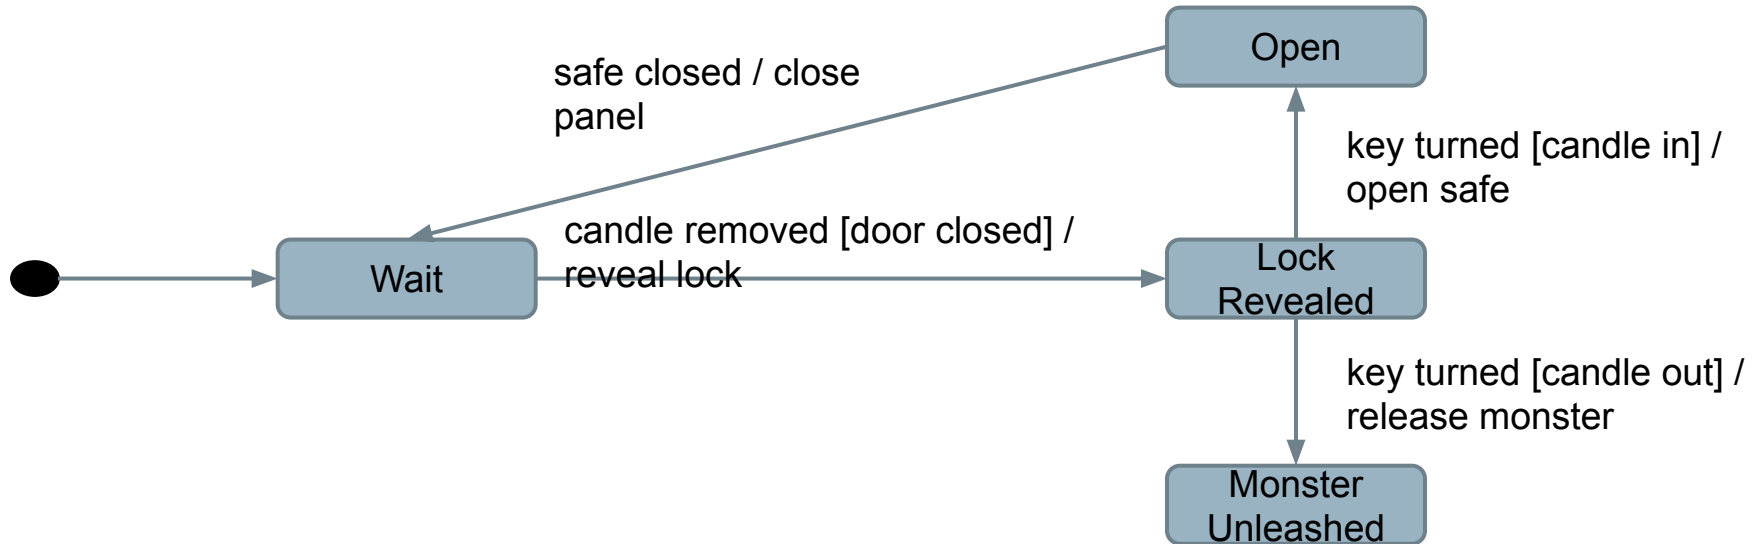 Open
safe closed / close
panel
key turned [candle in] /
open safe
candle removed [door closed] /
reveal lock
Wait
Lock
Revealed
key turned [candle out] /
release monster
Monster
Unleashed